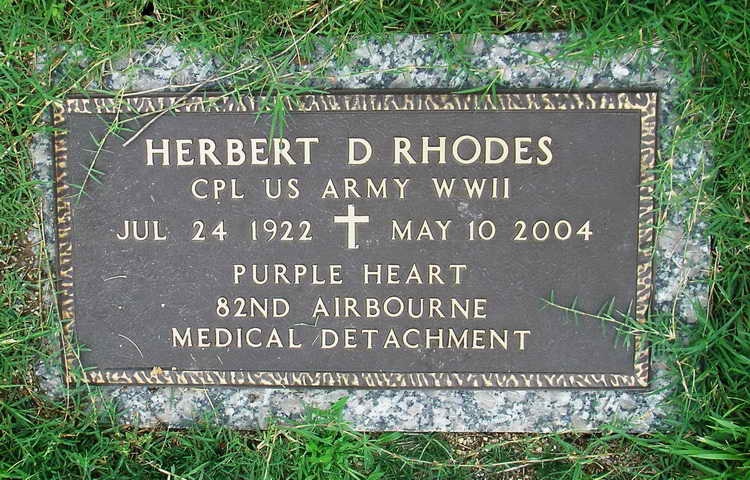 HERBERT D RHODES
CPL US ARMY WWII
JUL 24 1922 ✝ MAY 10 2004
PURPLE HEART
82ND AIRBOURNE
MEDICAL DETACHMENT